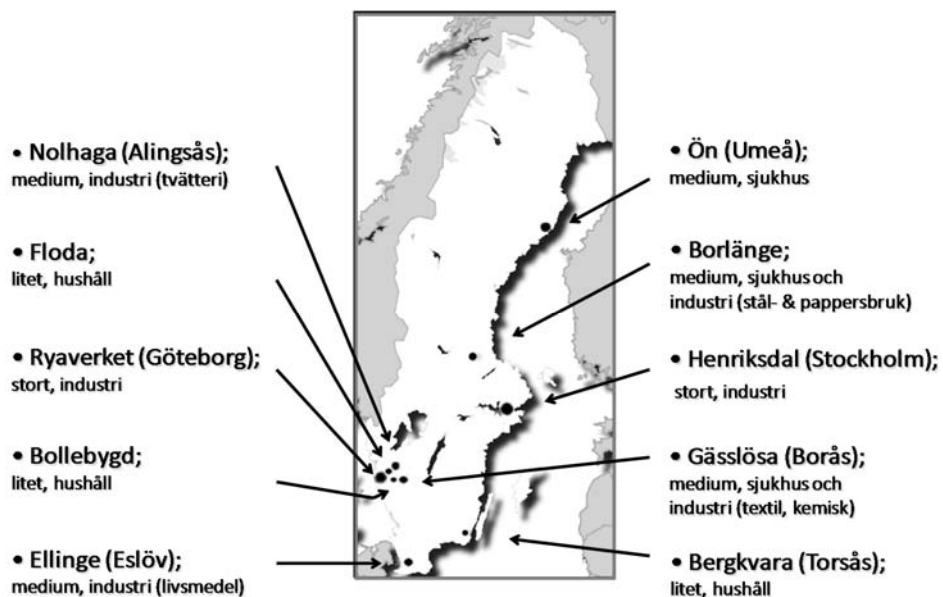 • Nolhaga (Alingsås);
medium, industri (tvätteri)
• Floda;
litet, hushåll
• Ryaverket (Göteborg);
stort, industri
• Bollebygd;
litet, hushåll
• Ellinge (Eslöv);
medium, industri (livsmedel)
• Ön (Umeå);
medium, sjukhus
• Borlänge;
medium, sjukhus och
industri (stål- & pappersbruk)
• Henriksdal (Stockholm);
stort, industri
• Gässlösa (Borås);
medium, sjukhus och
industri (textil, kemisk)
• Bergkvara (Torsås);
litet, hushåll